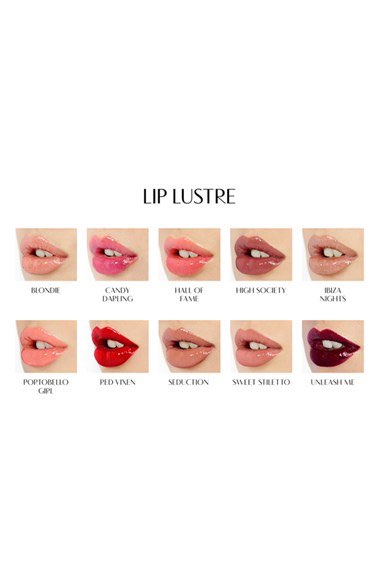 LIP LUSTRE
BLONDIE
CANDY
DARLING
HALL OF
FAME
HIGH SOCIETY
IBIZA
NIGHTS
PORTOBELLO
GIRL
RED VIXEN
SEDUCTION
SWEET STILETTO
UNLEASH ME